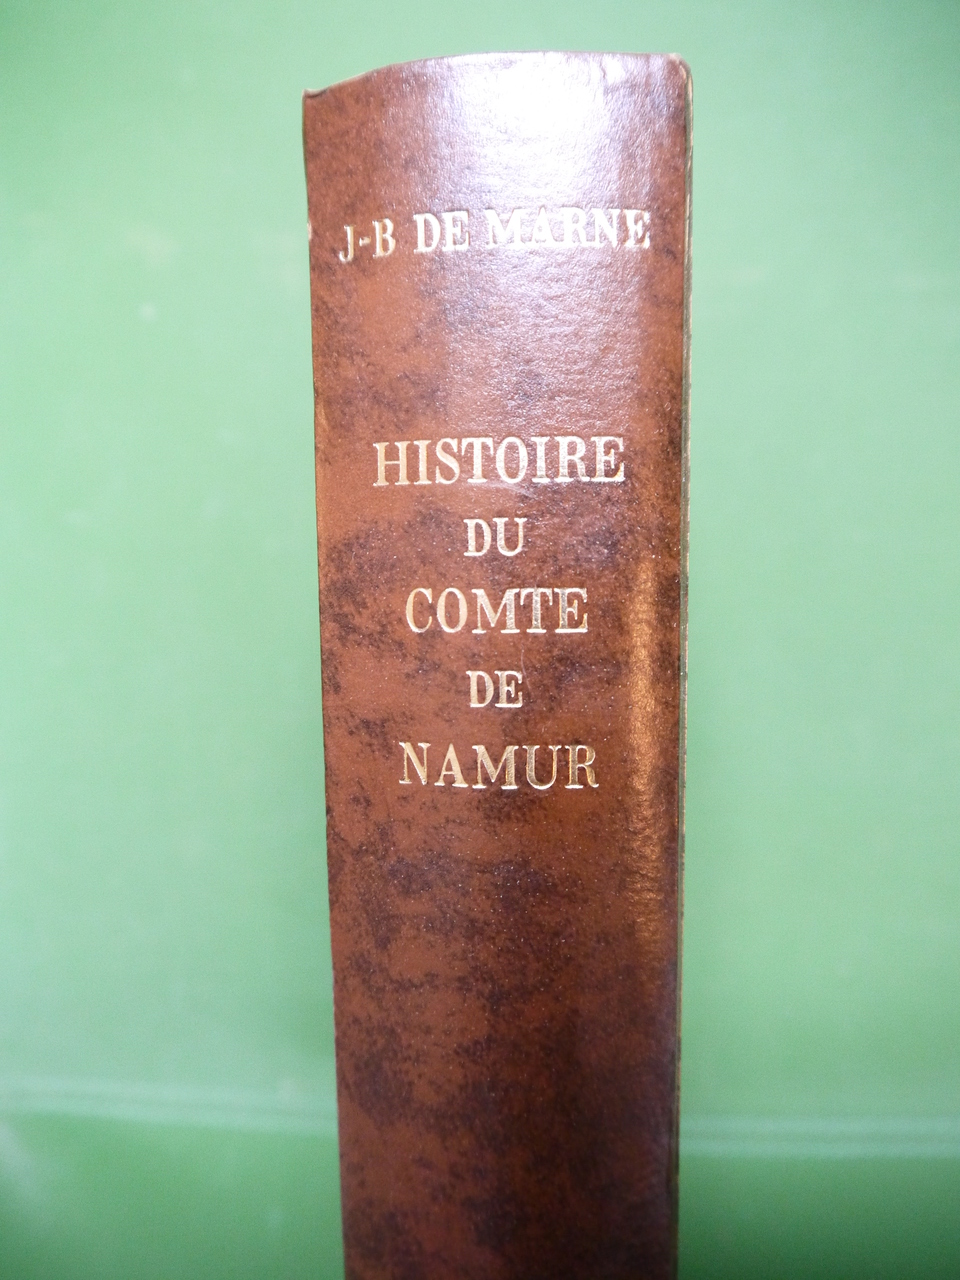 J-B DE MARNE
HISTOIRE
DU
COMTE
DE
NAMUR